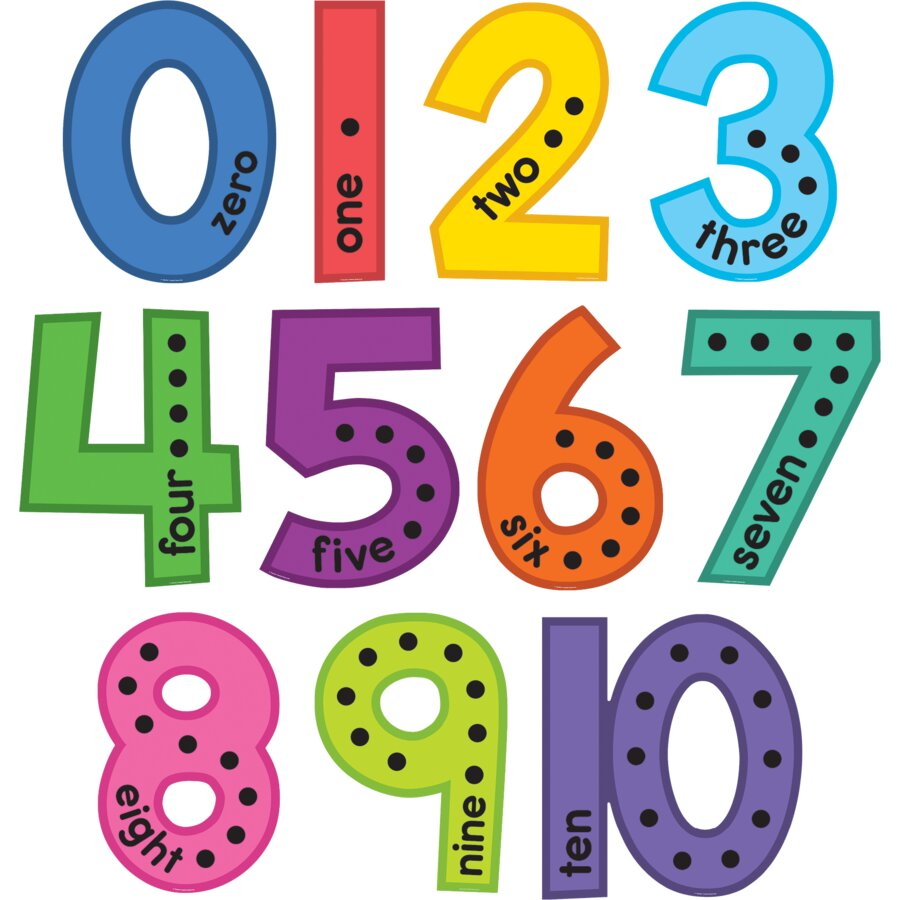 0 zero
1 one
2 two
3 three
4 four
5 five
6 six
7 seven
8 eight
9 nine
10 ten